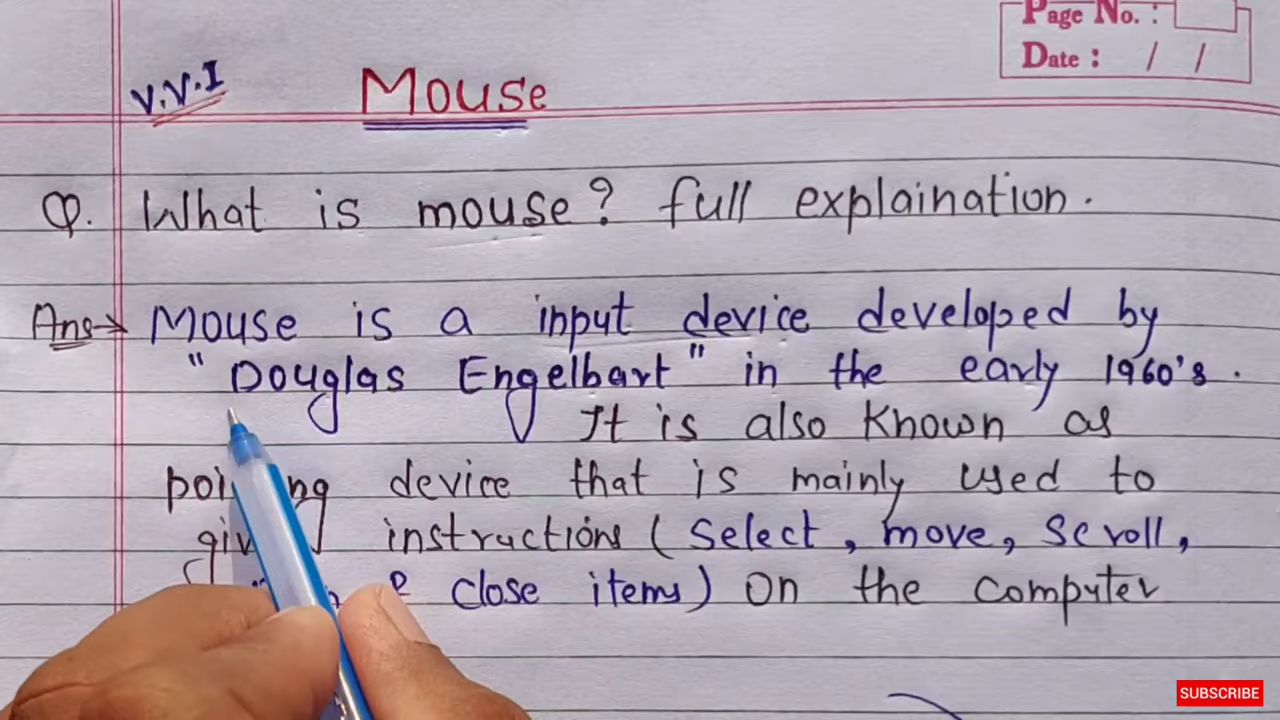 Page No. :
Date : / /
V.V.I
Mouse
Q. What is mouse? full explaination.
Ans→ Mouse is a input device developed by
"Douglas Engelbart" in the early 1960's.
It is also known as
device that is mainly used to
instructions (select, move, scroll,
close items) on the computer
SUBSCRIBE